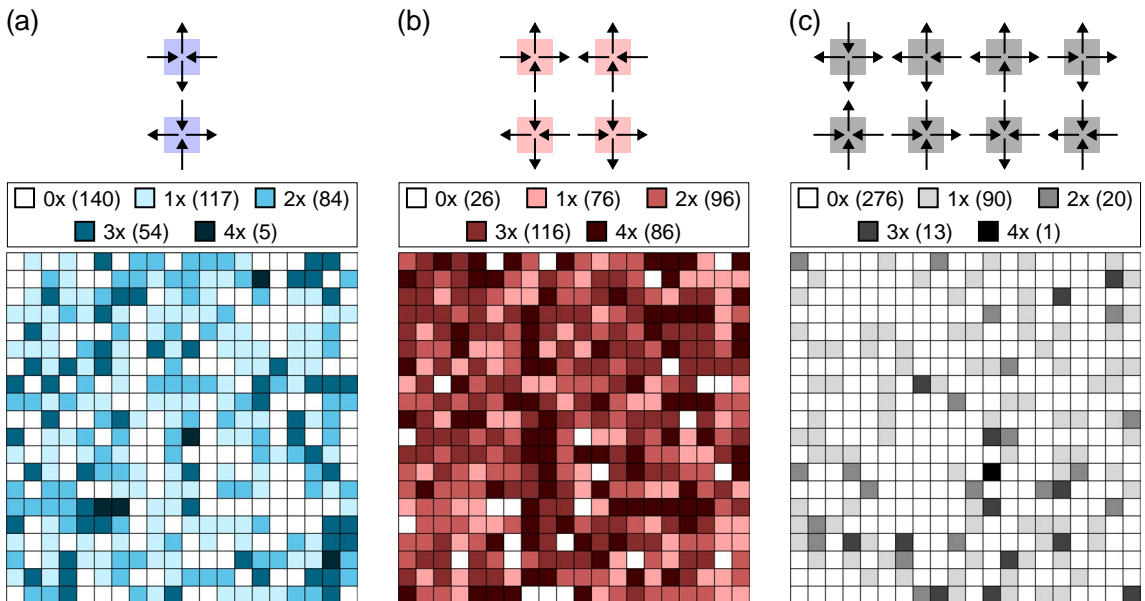 (a)
(b)
(c)
0x (140) 1x (117) 2x (84)
3x (54) 4x (5)
0x (26) 1x (76) 2x (96)
3x (116) 4x (86)
0x (276) 1x (90) 2x (20)
3x (13) 4x (1)